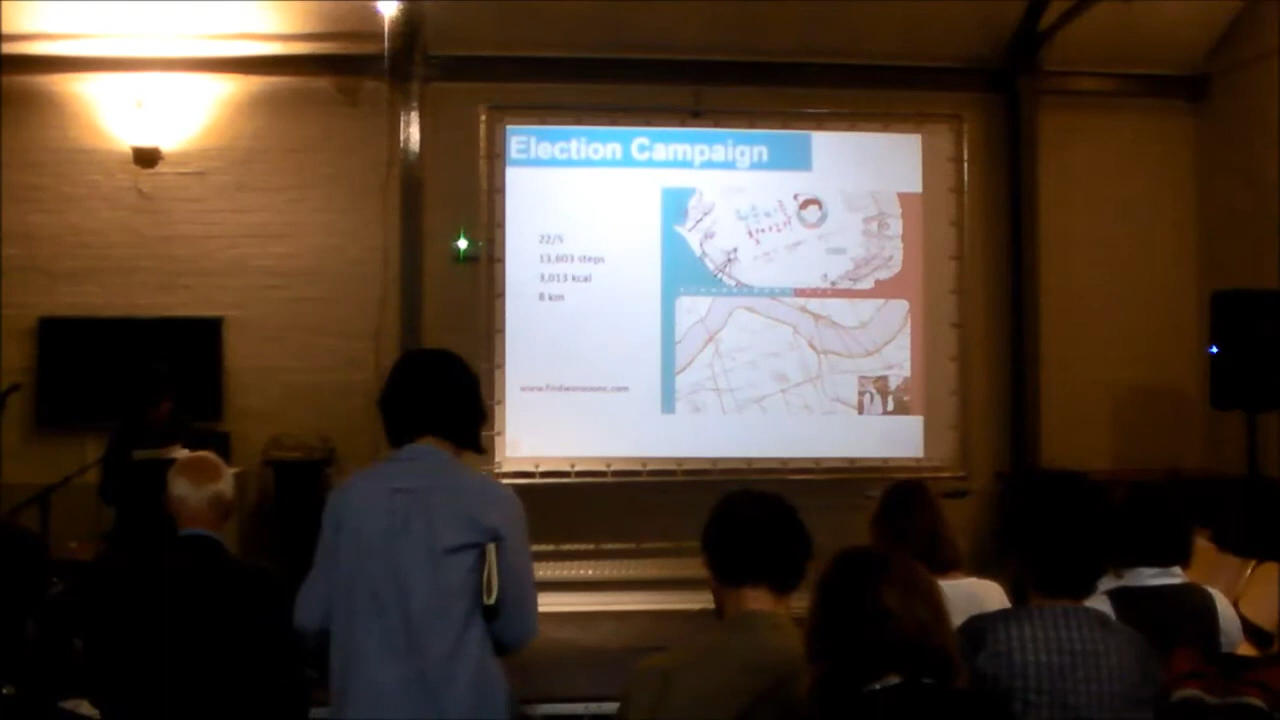 Election Campaign
22/5
13,603 steps
3,013 kcal
8 km